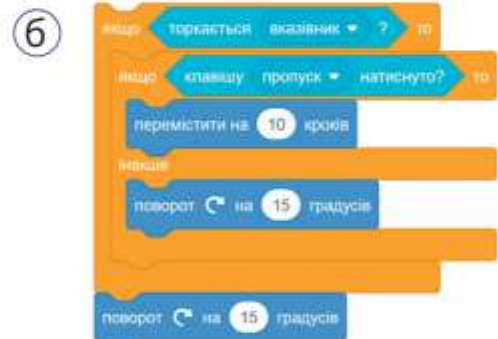 б
якщо торкається вказівник ? то
якщо клавішу пропуск натиснуто? то
перемістити на 10 кроків
інакше
поворот на 15 градусів
поворот на 15 градусів